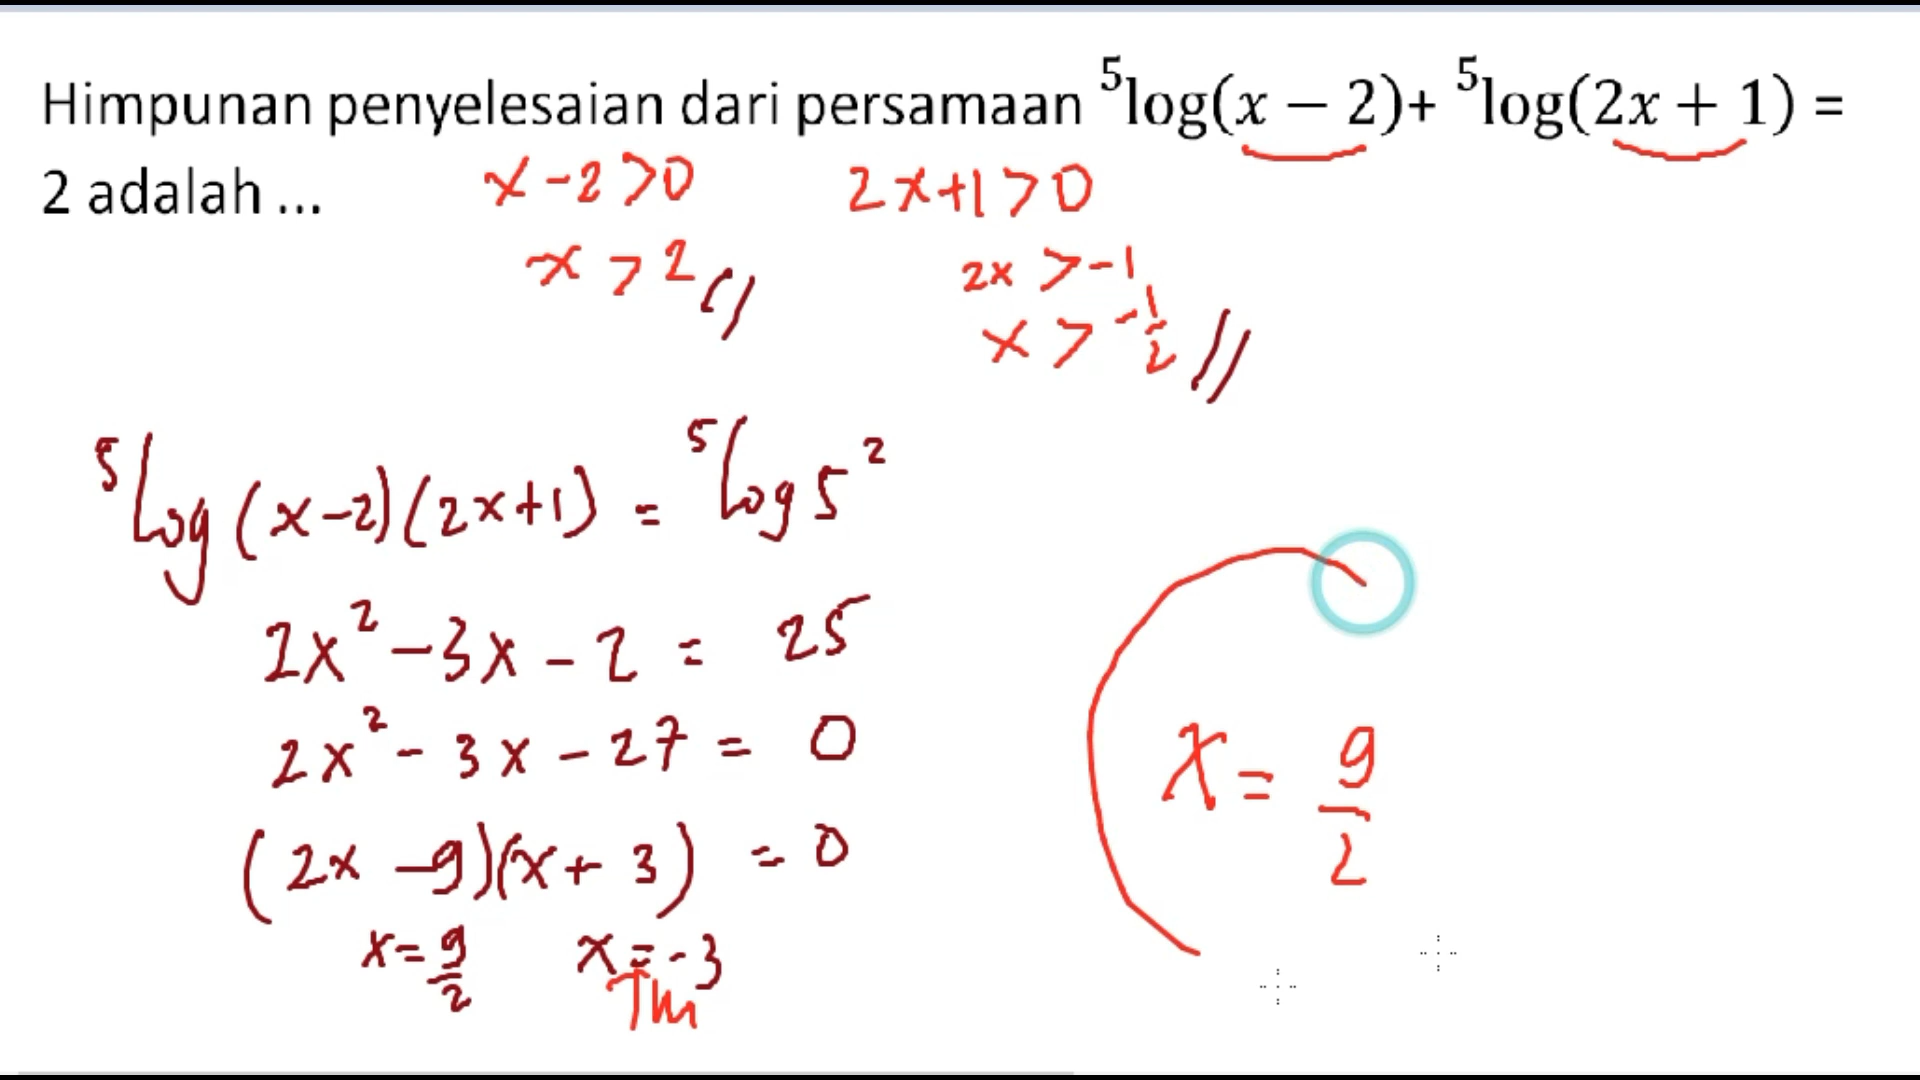 Himpunan penyelesaian dari persamaan ⁵log(x − 2)+ ⁵log(2x + 1) =
2 adalah ...
x-2>0 2x+1>0
x > 2 // 2x > -1
x > -1/2 //
⁵log (x-2)(2x+1) = ⁵log 5²
2x² - 3x - 2 = 25
2x² - 3x - 27 = 0
(2x - 9)(x + 3) = 0
x = 9/2 x = -3
Tm
x = 9/2